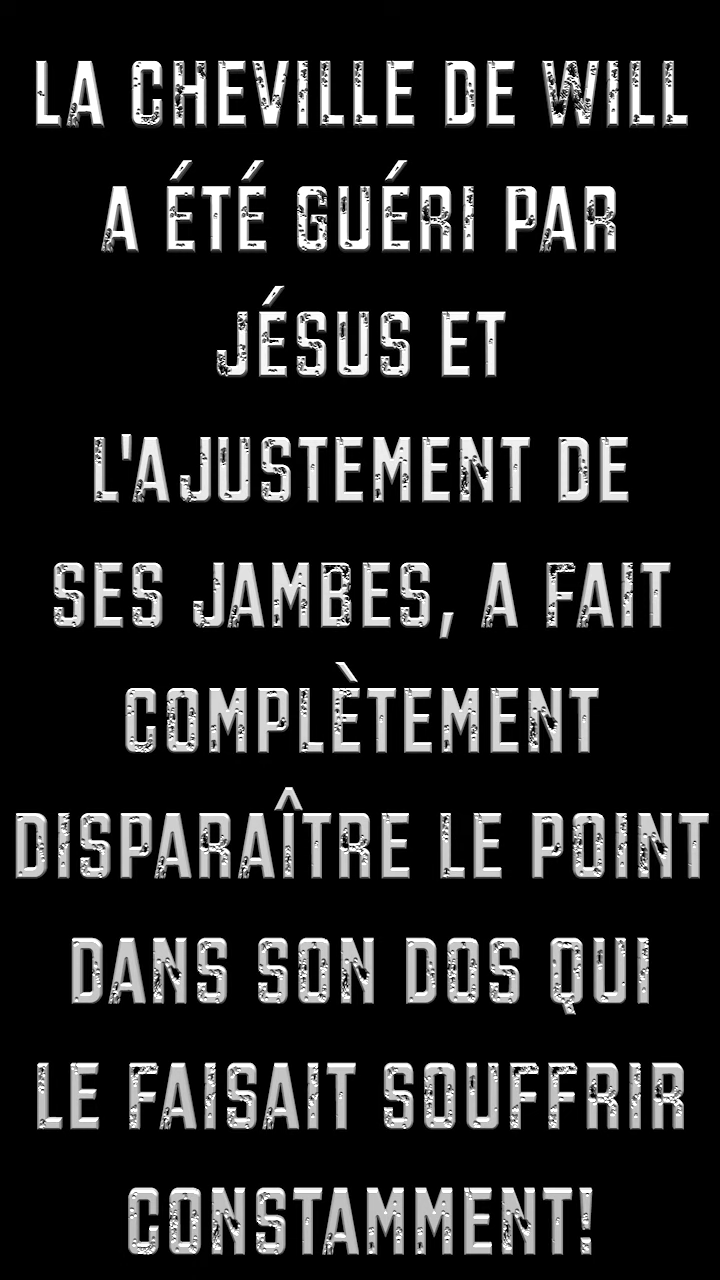 LA CHEVILLE DE WILL
A ÉTÉ GUÉRI PAR
JÉSUS ET
L'AJUSTEMENT DE
SES JAMBES, A FAIT
COMPLÈTEMENT
DISPARAÎTRE LE POINT
DANS SON DOS QUI
LE FAISAIT SOUFFRIR
CONSTAMMENT!